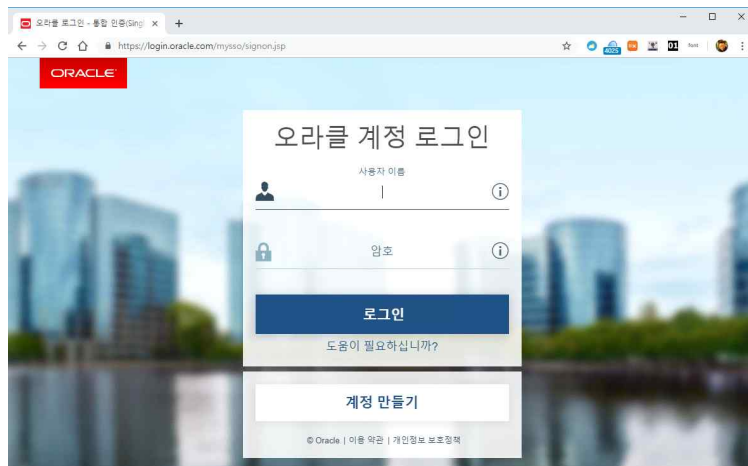 오라클 로그인 - 통합 인증(Singl
https://login.oracle.com/mysso/signon.jsp
4025
01
font
ORACLE
오라클 계정 로그인
사용자 이름
암호
로그인
도움이 필요하십니까?
계정 만들기
© Oracle | 이용 약관 | 개인정보 보호정책